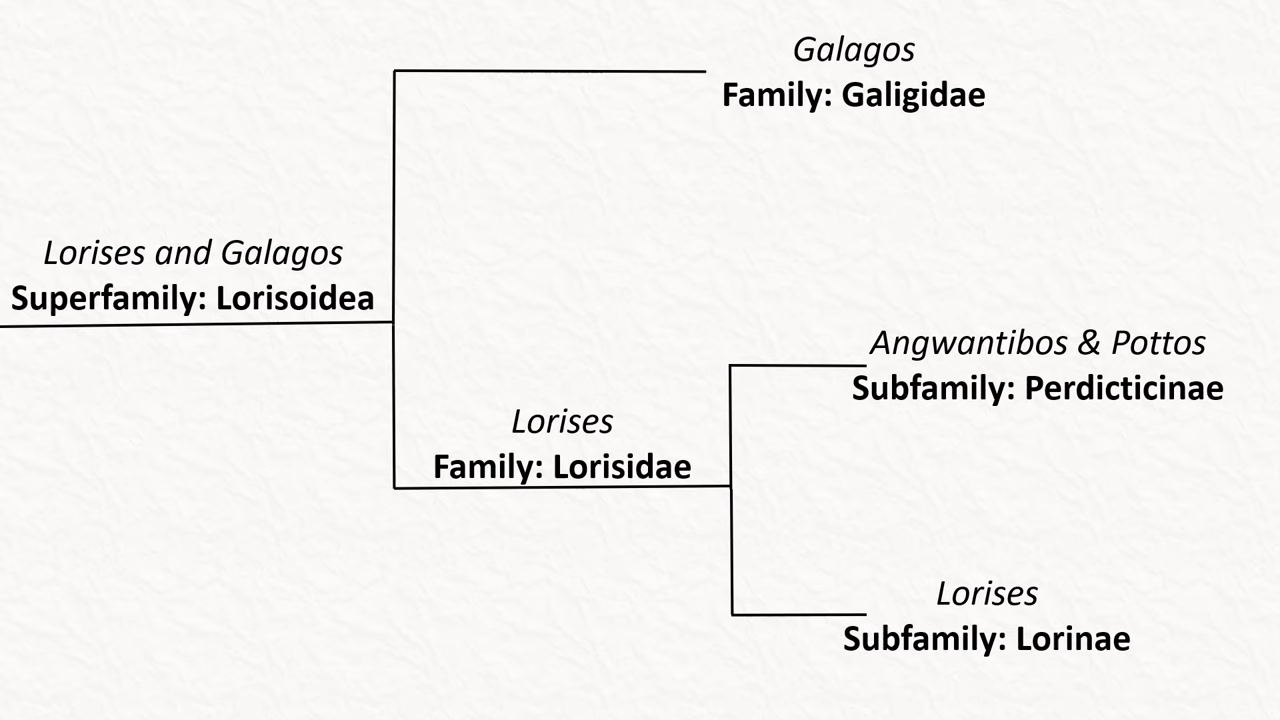 Galagos
Family: Galigidae
Lorises and Galagos
Superfamily: Lorisoidea
Angwantibos & Pottos
Subfamily: Perdicticinae
Lorises
Family: Lorisidae
Lorises
Subfamily: Lorinae